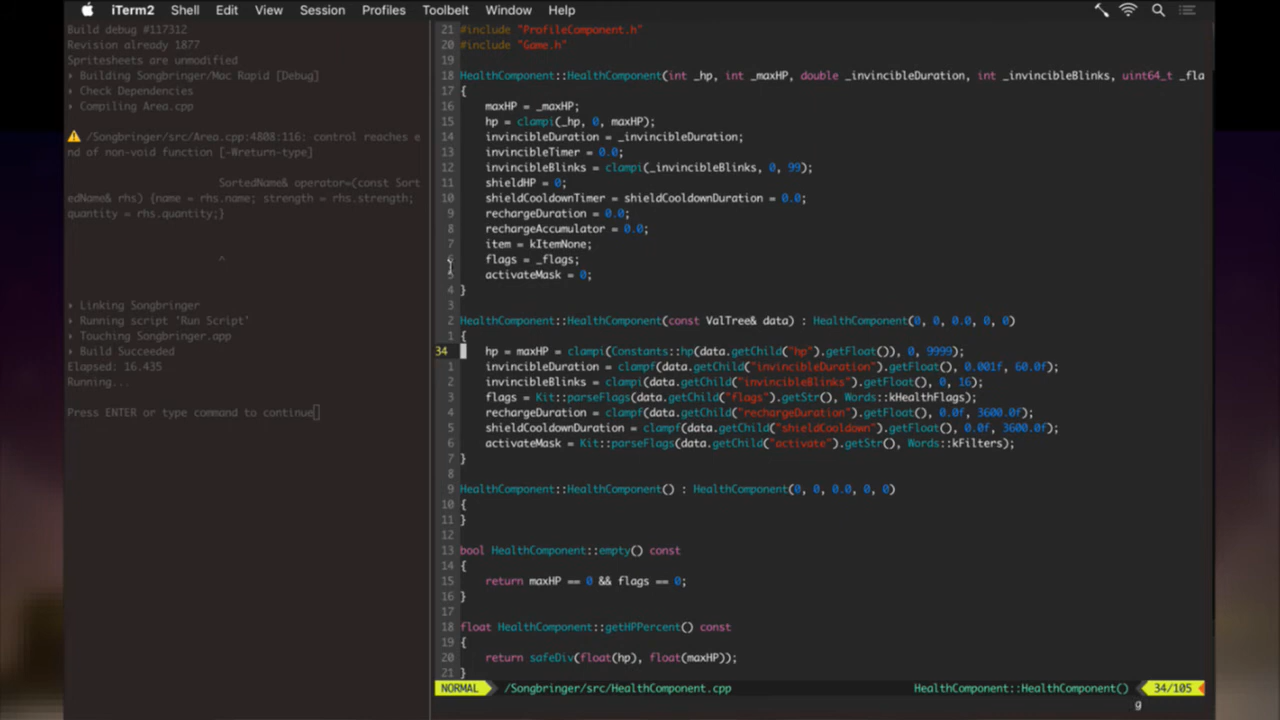 iTerm2 Shell Edit View Session Profiles Toolbelt Window Help
Build debug #117312
Revision already 1877
Spritesheets are unmodified
▸ Building Songbringer/Mac Rapid [Debug]
▸ Check Dependencies
▸ Compiling Area.cpp
⚠️ /Songbringer/src/Area.cpp:4808:116: control reaches e
nd of non-void function [-Wreturn-type]
SortedName& operator=(const Sort
edName& rhs) {name = rhs.name; strength = rhs.strength;
quantity = rhs.quantity;}
^
▸ Linking Songbringer
▸ Running script 'Run Script'
▸ Touching Songbringer.app
▸ Build Succeeded
Elapsed: 16.435
Running...
Press ENTER or type command to continue
21 #include "ProfileComponent.h"
20 #include "Game.h"
19
18 HealthComponent::HealthComponent(int _hp, int _maxHP, double _invincibleDuration, int _invincibleBlinks, uint64_t _fla
17 {
16 maxHP = _maxHP;
15 hp = clampi(_hp, 0, maxHP);
14 invincibleDuration = _invincibleDuration;
13 invincibleTimer = 0.0;
12 invincibleBlinks = clampi(_invincibleBlinks, 0, 99);
11 shieldHP = 0;
10 shieldCooldownTimer = shieldCooldownDuration = 0.0;
9 rechargeDuration = 0.0;
8 rechargeAccumulator = 0.0;
7 item = kItemNone;
6 flags = _flags;
5 activateMask = 0;
4 }
3
2 HealthComponent::HealthComponent(const ValTree& data) : HealthComponent(0, 0, 0.0, 0, 0)
1 {
34 hp = maxHP = clampi(Constants::hp(data.getChild("hp").getFloat()), 0, 9999);
1 invincibleDuration = clampf(data.getChild("invincibleDuration").getFloat(), 0.001f, 60.0f);
2 invincibleBlinks = clampi(data.getChild("invincibleBlinks").getFloat(), 0, 16);
3 flags = Kit::parseFlags(data.getChild("flags").getStr(), Words::kHealthFlags);
4 rechargeDuration = clampf(data.getChild("rechargeDuration").getFloat(), 0.0f, 3600.0f);
5 shieldCooldownDuration = clampf(data.getChild("shieldCooldown").getFloat(), 0.0f, 3600.0f);
6 activateMask = Kit::parseFlags(data.getChild("activate").getStr(), Words::kFilters);
7 }
8
9 HealthComponent::HealthComponent() : HealthComponent(0, 0, 0.0, 0, 0)
10 {
11 }
12
13 bool HealthComponent::empty() const
14 {
15 return maxHP == 0 && flags == 0;
16 }
17
18 float HealthComponent::getHPPercent() const
19 {
20 return safeDiv(float(hp), float(maxHP));
21 }
NORMAL /Songbringer/src/HealthComponent.cpp HealthComponent::HealthComponent() 34/105
g